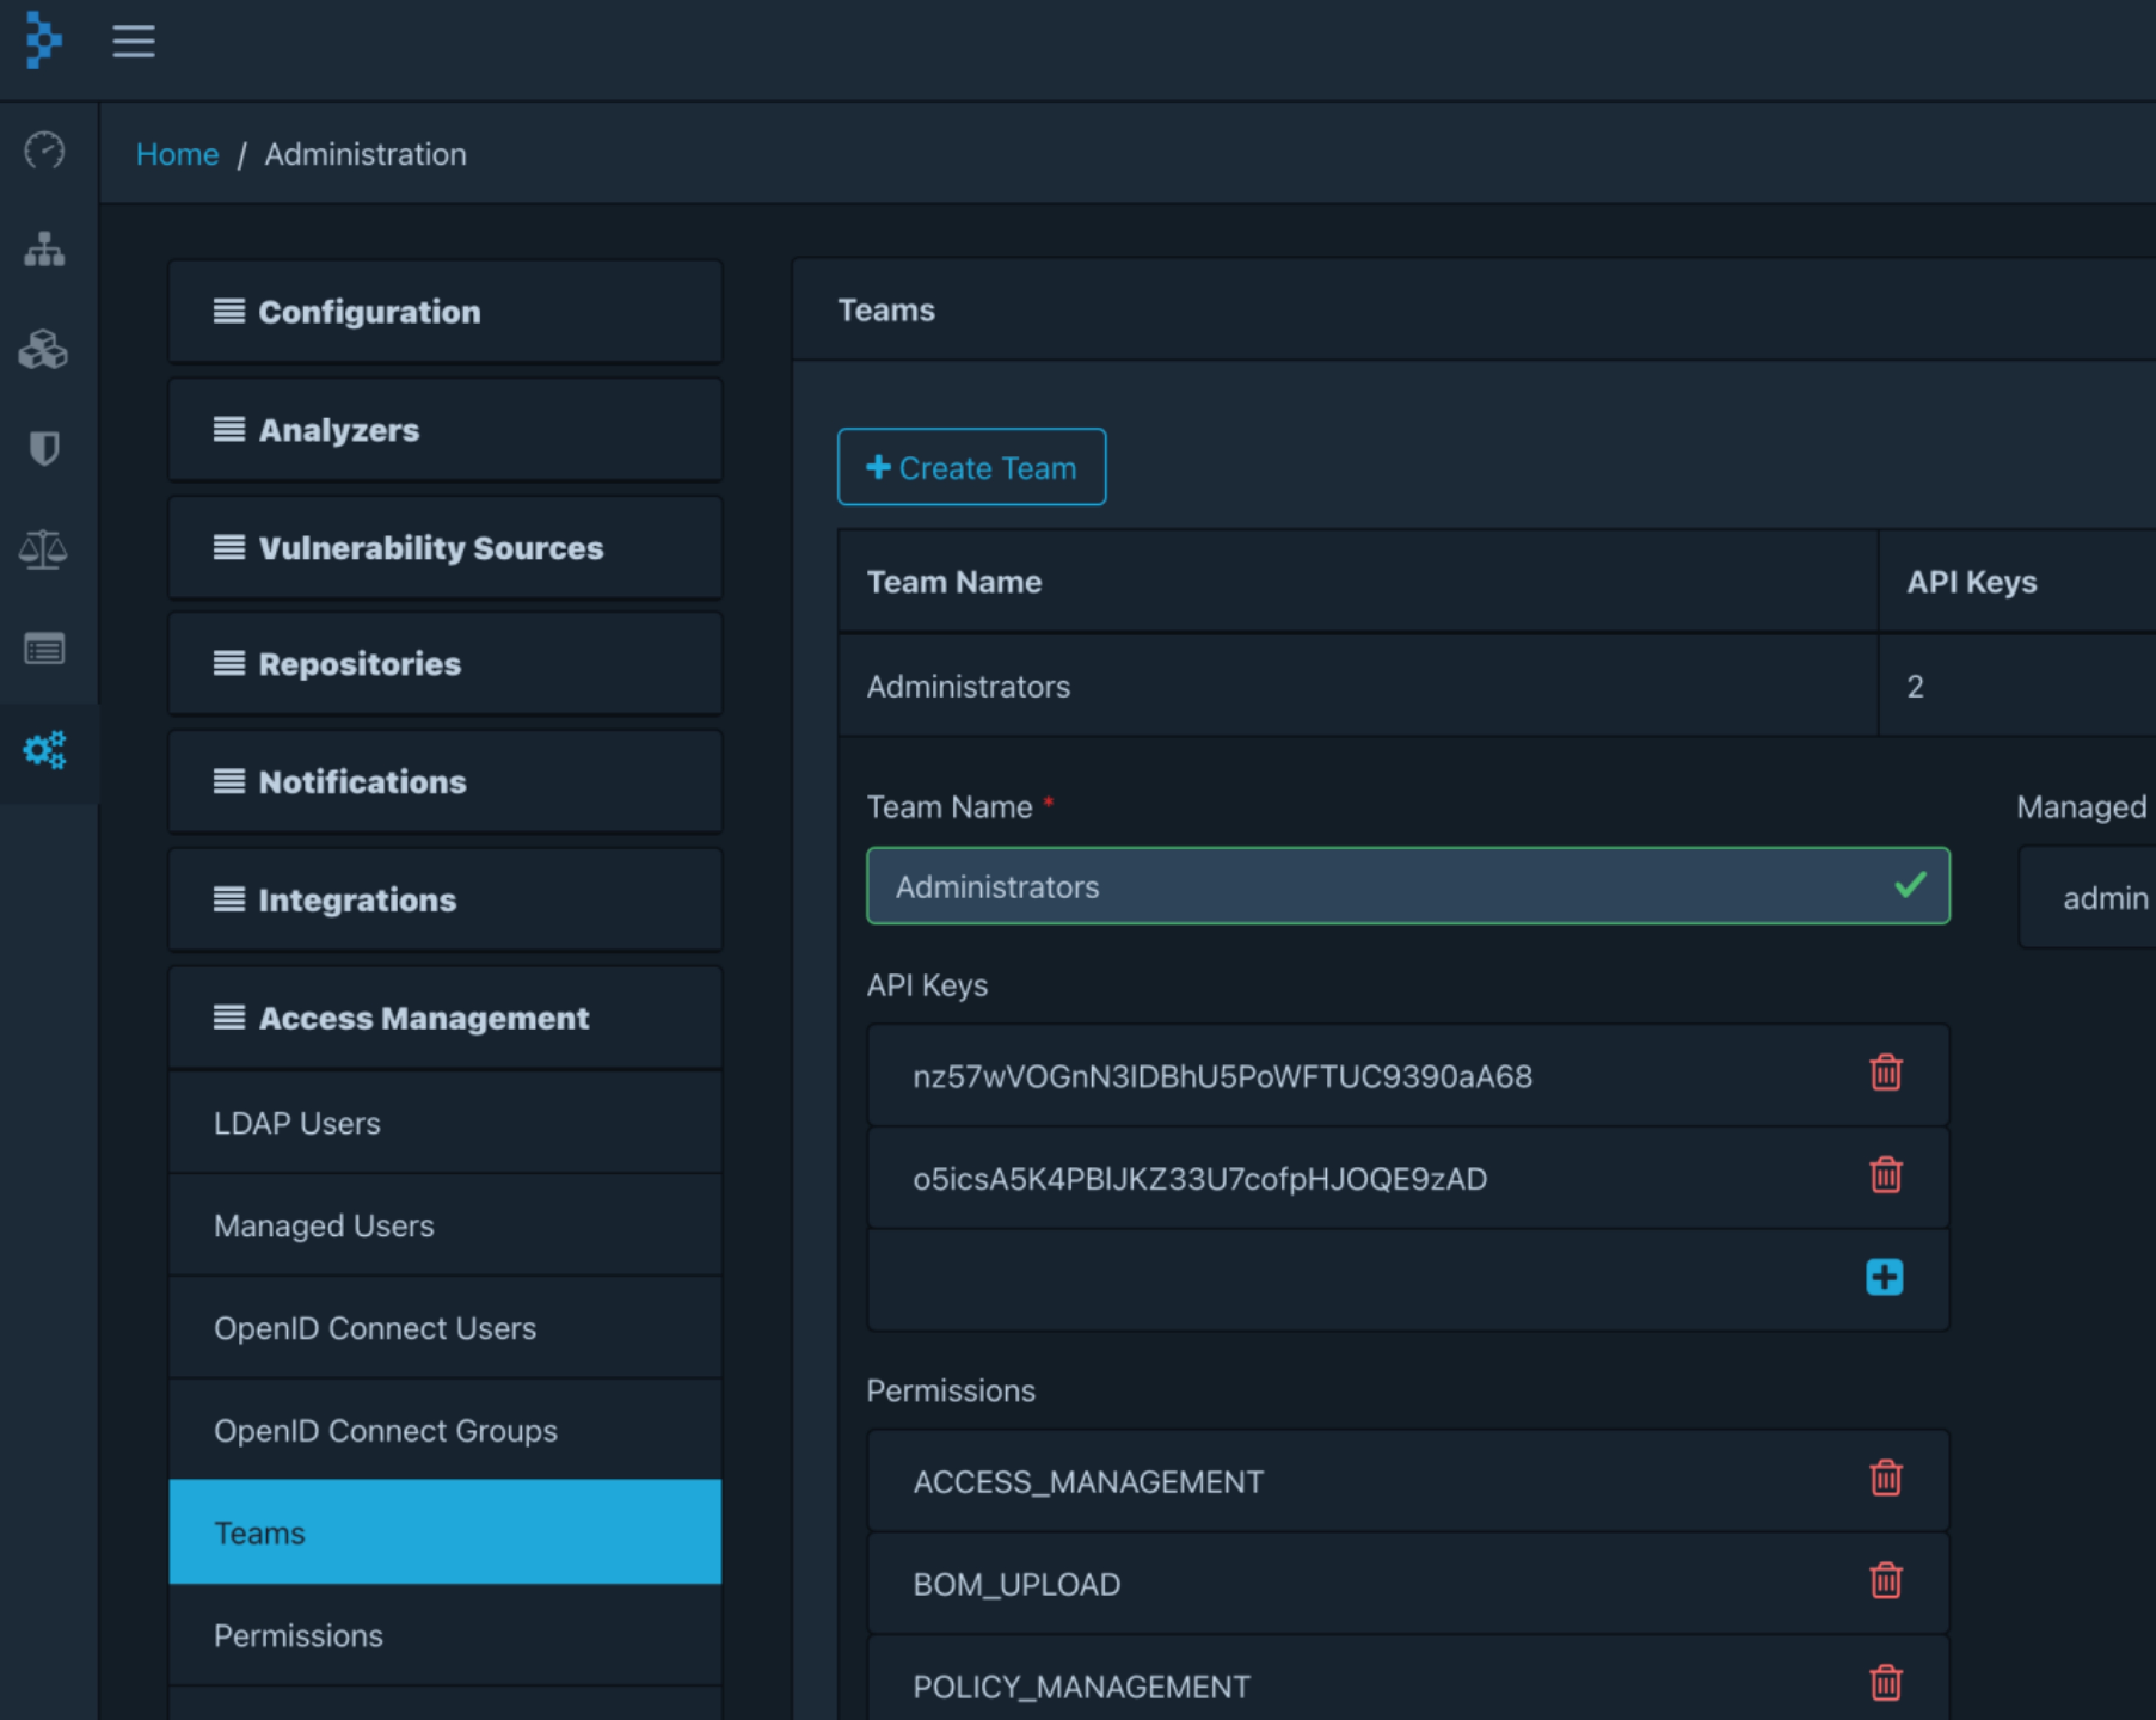 Home / Administration
Configuration
Analyzers
Vulnerability Sources
Repositories
Notifications
Integrations
Access Management
LDAP Users
Managed Users
OpenID Connect Users
OpenID Connect Groups
Teams
Permissions
Teams
Create Team
Team Name API Keys
Administrators 2
Team Name *
Administrators
API Keys
nz57wVOGnN3IDBhU5PoWFTUC9390aA68
o5icsA5K4PBlJKZ33U7cofpHJOQE9zAD
Permissions
ACCESS_MANAGEMENT
BOM_UPLOAD
POLICY_MANAGEMENT
Managed
admin